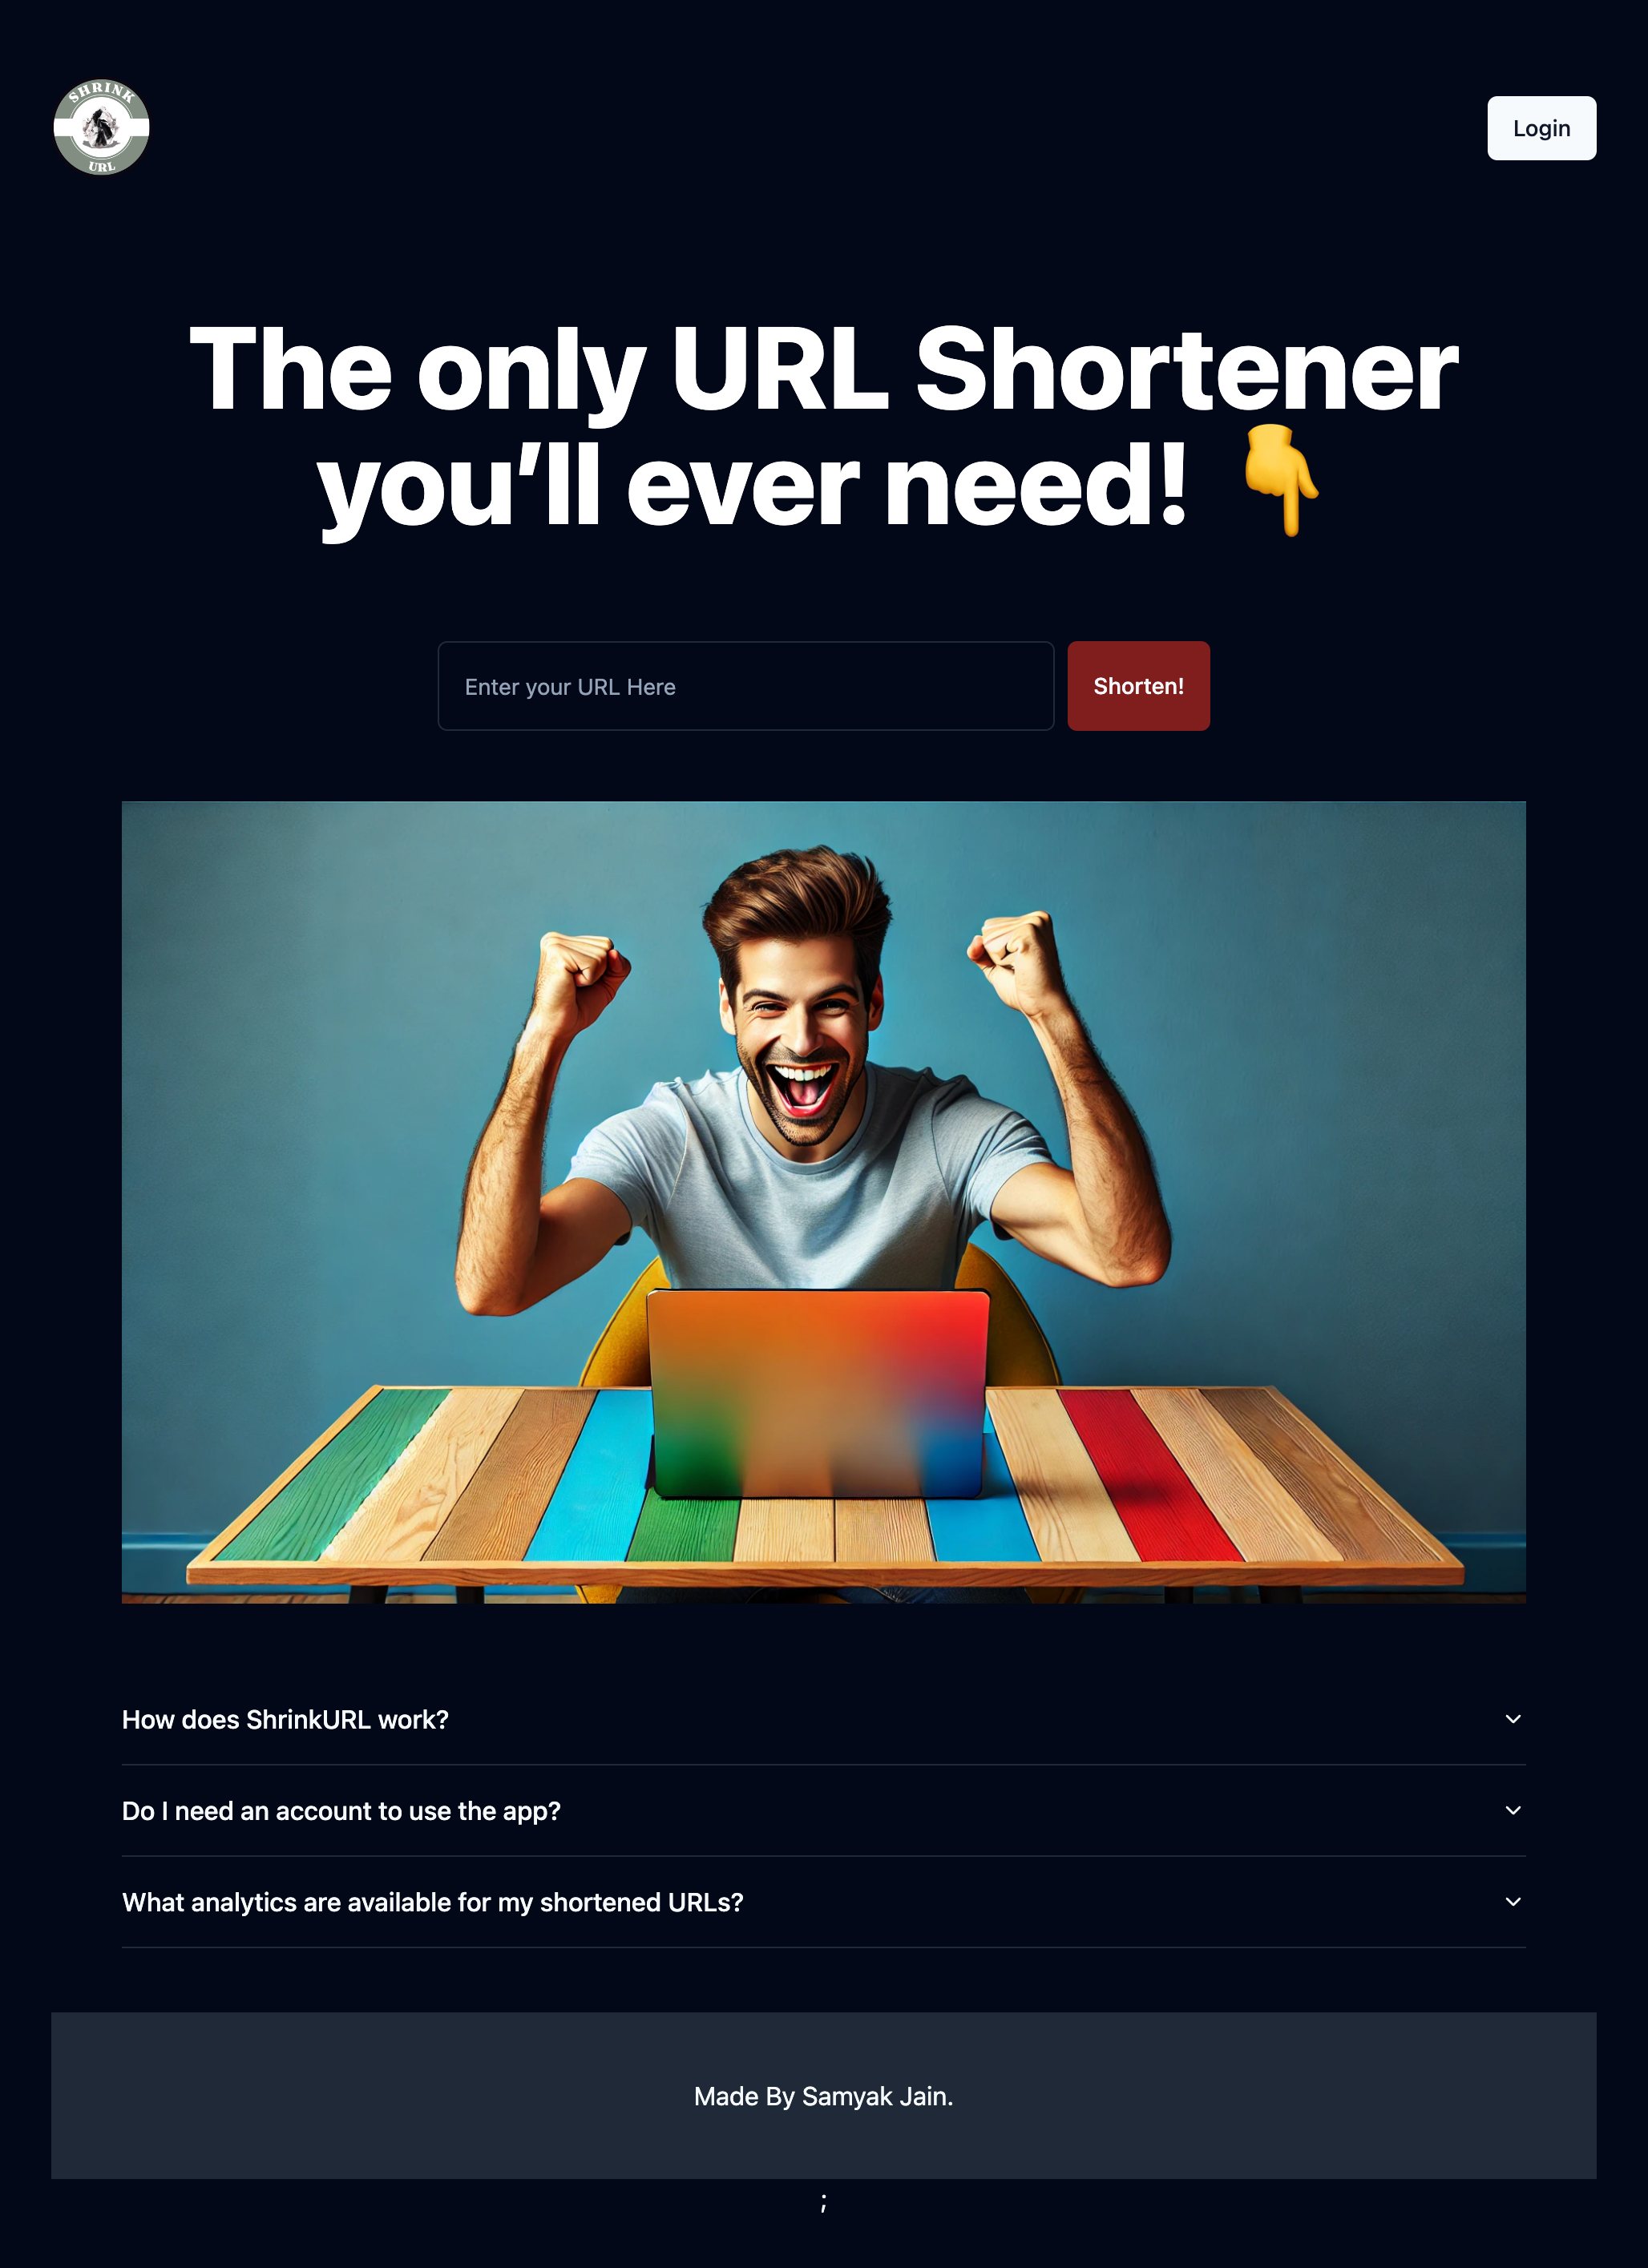 SHRINK
URL
Login
The only URL Shortener
you’ll ever need! 👇
Enter your URL Here
Shorten!
How does ShrinkURL work?
Do I need an account to use the app?
What analytics are available for my shortened URLs?
Made By Samyak Jain.
;